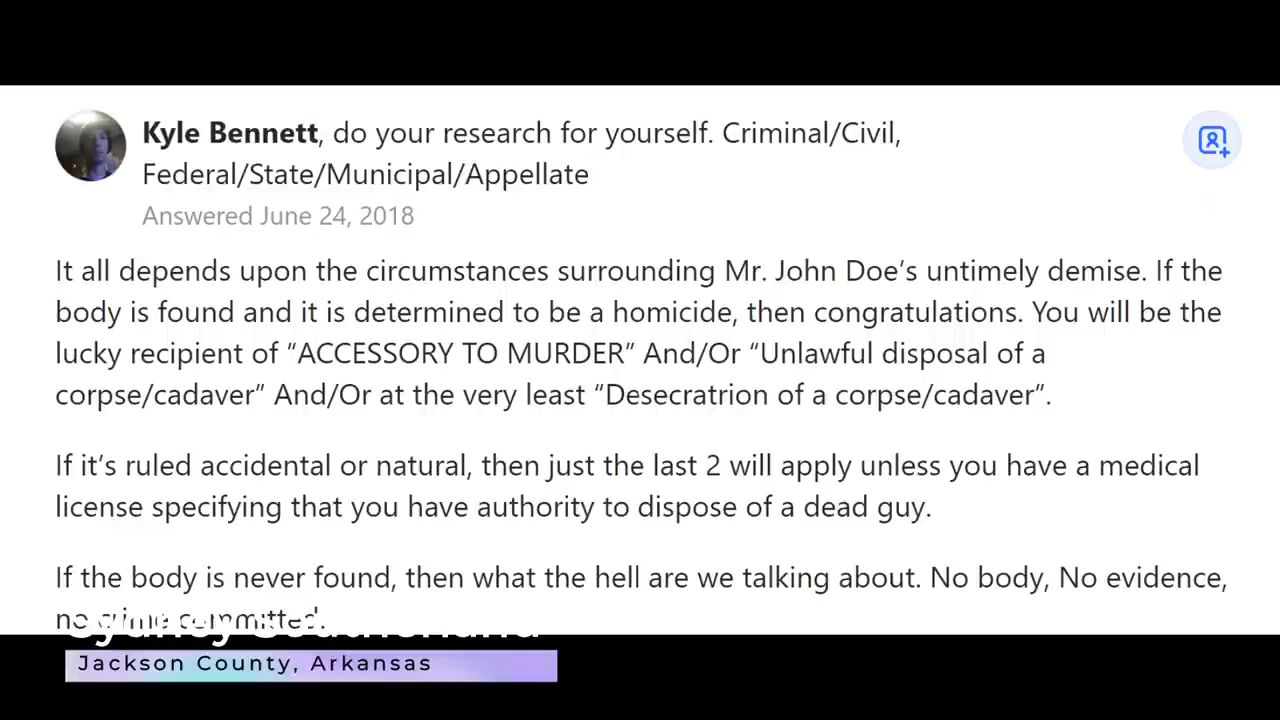 Kyle Bennett, do your research for yourself. Criminal/Civil,
Federal/State/Municipal/Appellate
Answered June 24, 2018
It all depends upon the circumstances surrounding Mr. John Doe’s untimely demise. If the
body is found and it is determined to be a homicide, then congratulations. You will be the
lucky recipient of “ACCESSORY TO MURDER” And/Or “Unlawful disposal of a
corpse/cadaver” And/Or at the very least “Desecratrion of a corpse/cadaver”.
If it’s ruled accidental or natural, then just the last 2 will apply unless you have a medical
license specifying that you have authority to dispose of a dead guy.
If the body is never found, then what the hell are we talking about. No body, No evidence,
no crime committed.
Sydney Sutherland
Jackson County, Arkansas